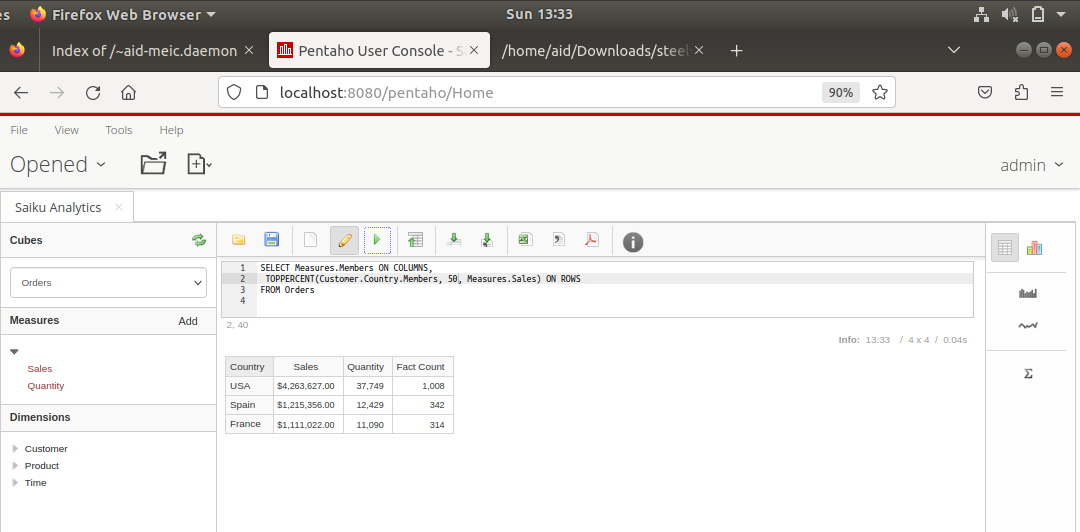 es Firefox Web Browser Sun 13:33
Index of /~aid-meic.daemon × Pentaho User Console - S × /home/aid/Downloads/steel × +
localhost:8080/pentaho/Home 90%
File View Tools Help
Opened admin
Saiku Analytics ×
Cubes
Orders
Measures Add
Sales
Quantity
Dimensions
Customer
Product
Time
1 SELECT Measures.Members ON COLUMNS,
2 TOPPERCENT(Customer.Country.Members, 50, Measures.Sales) ON ROWS
3 FROM Orders
4
2, 40
Info: 13:33 / 4 x 4 / 0.04s
Country Sales Quantity Fact Count
USA $4,263,627.00 37,749 1,008
Spain $1,215,356.00 12,429 342
France $1,111,022.00 11,090 314
Σ